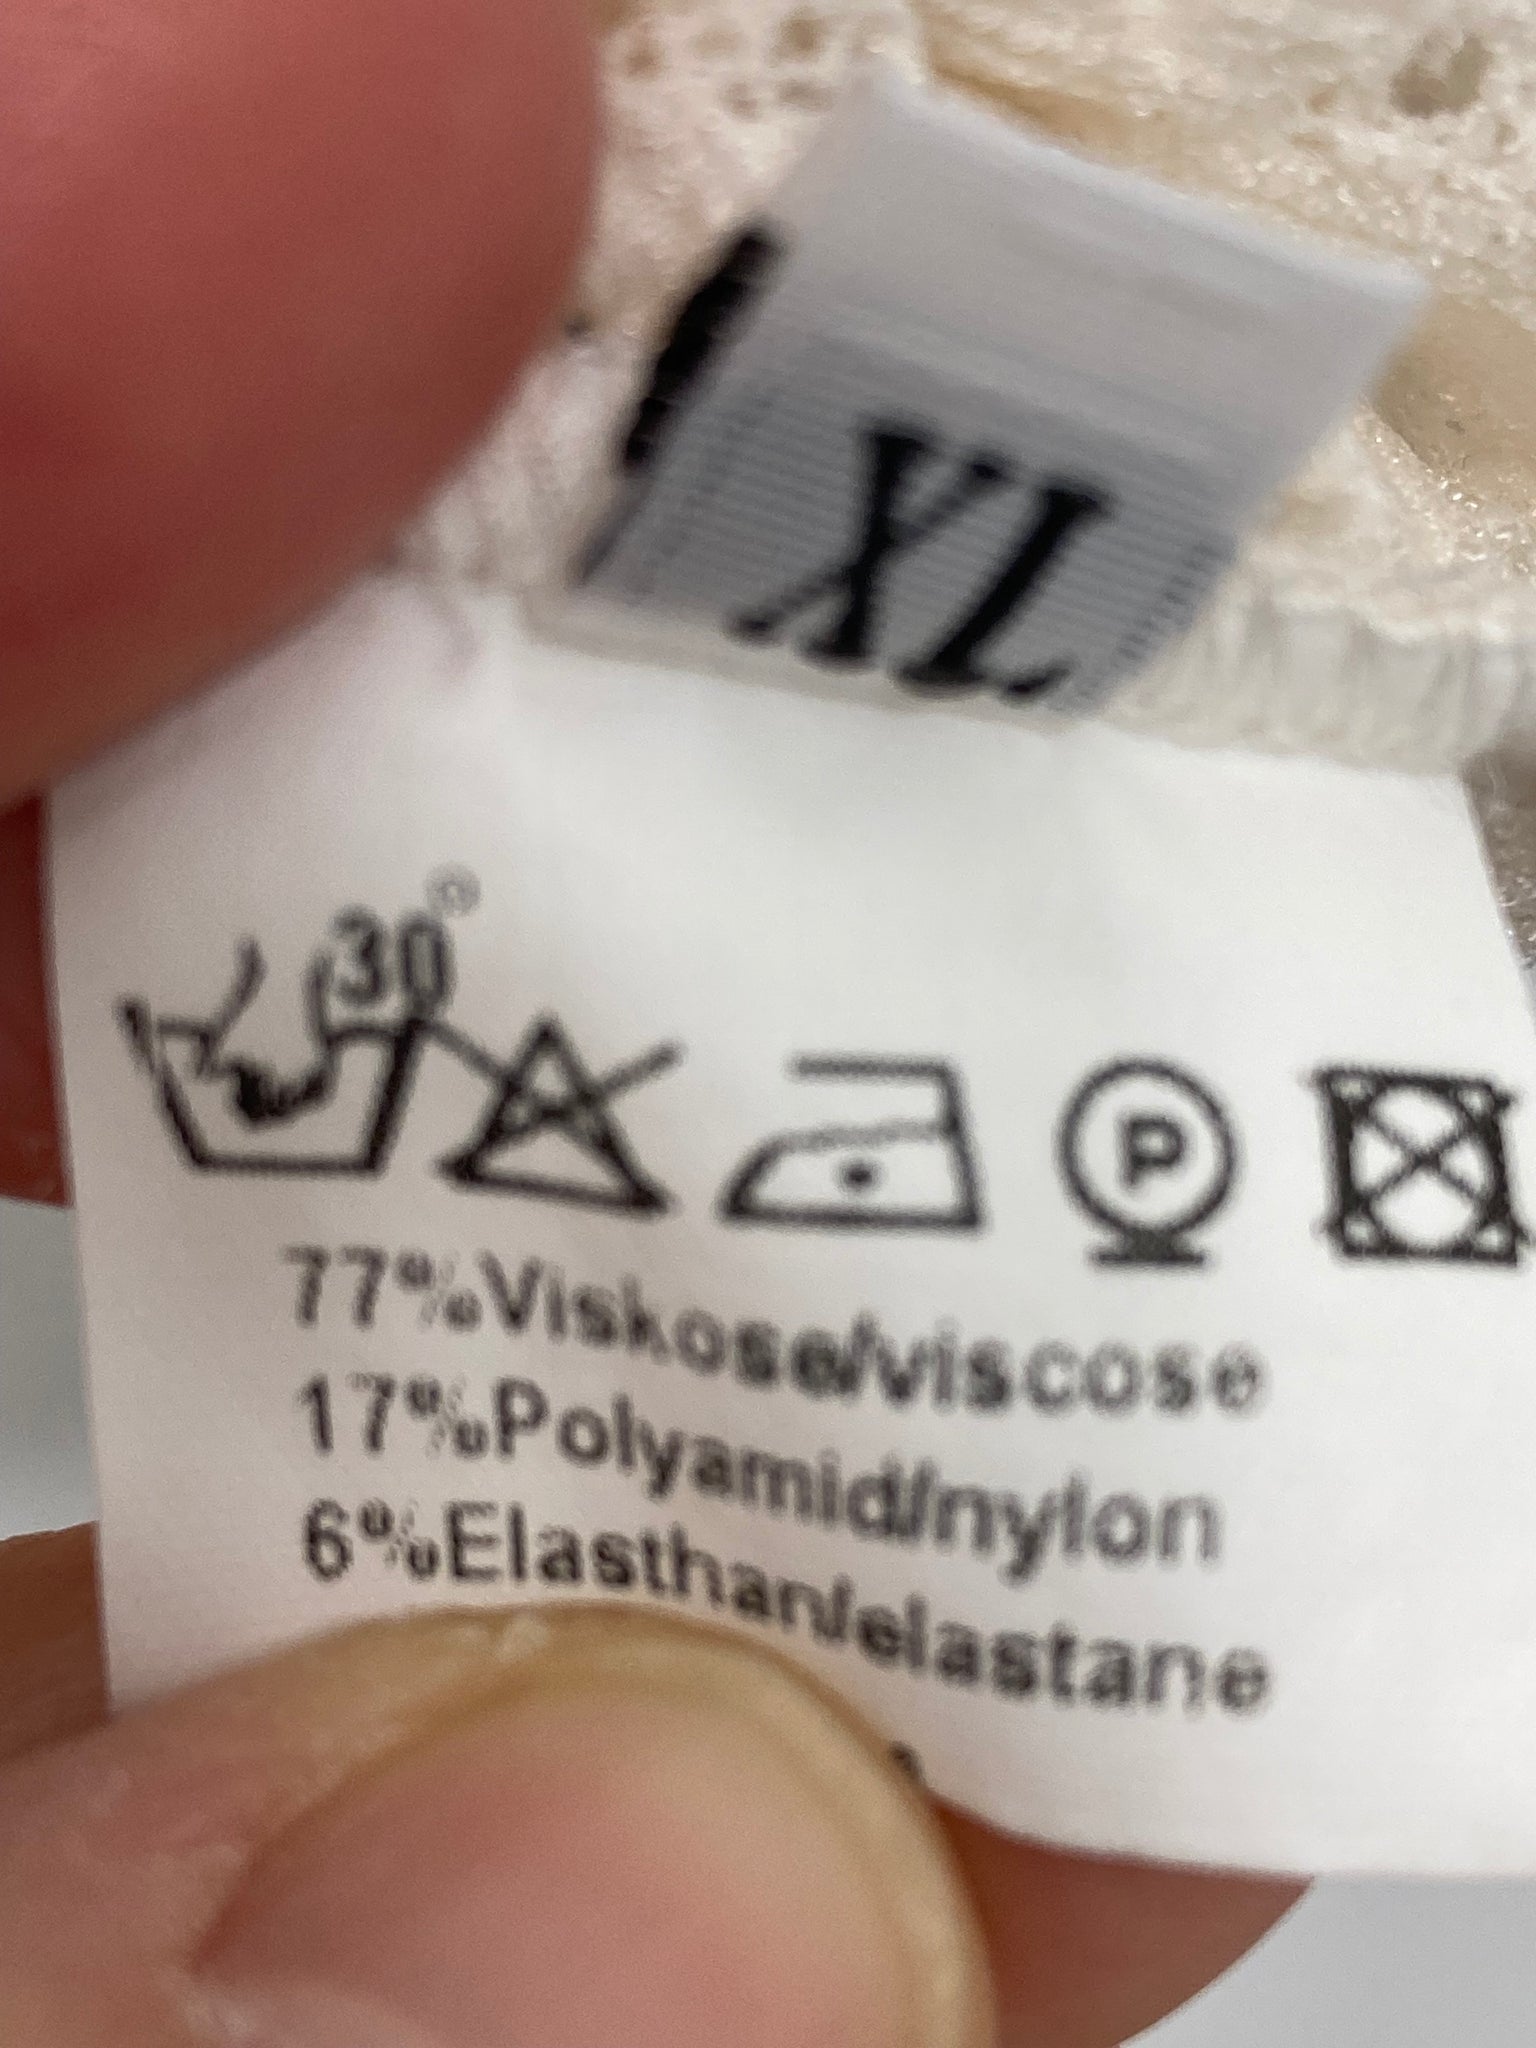 XL
30°
P
77%Viskose/viscose
17%Polyamid/nylon
6%Elasthan/elastane